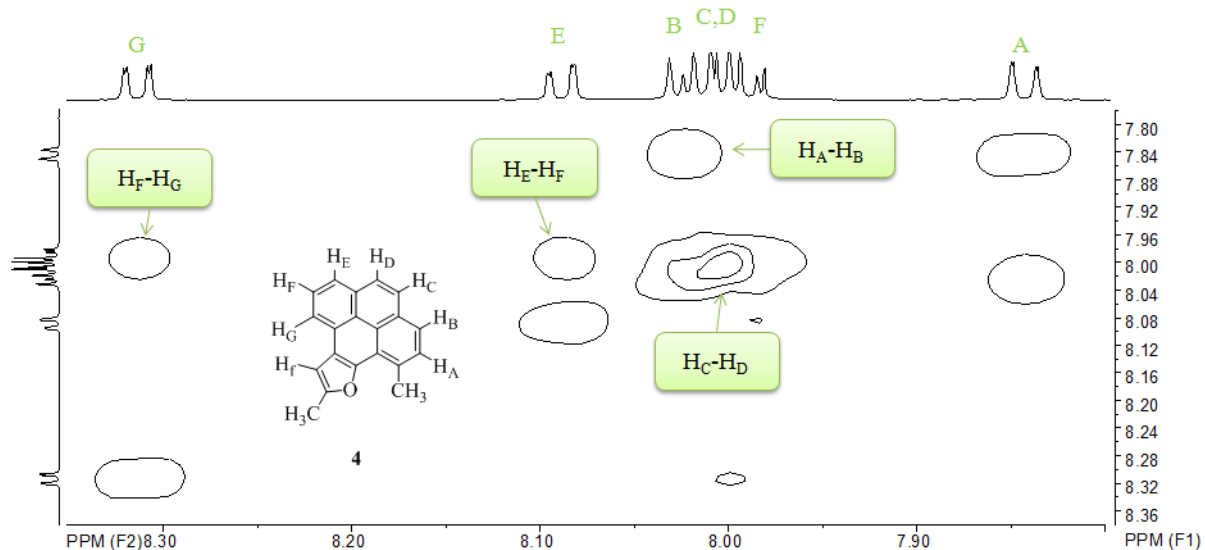 G
E
B
C,D
F
A
7.80
7.84
7.88
7.92
7.96
8.00
8.04
8.08
8.12
8.16
8.20
8.24
8.28
8.32
8.36
H_F-H_G
H_E-H_F
H_A-H_B
H_C-H_D
H_E
H_D
H_F
H_C
H_G
H_B
H_f
H_A
O
CH₃
H₃C
4
PPM (F2) 8.30
8.20
8.10
8.00
7.90
PPM (F1)